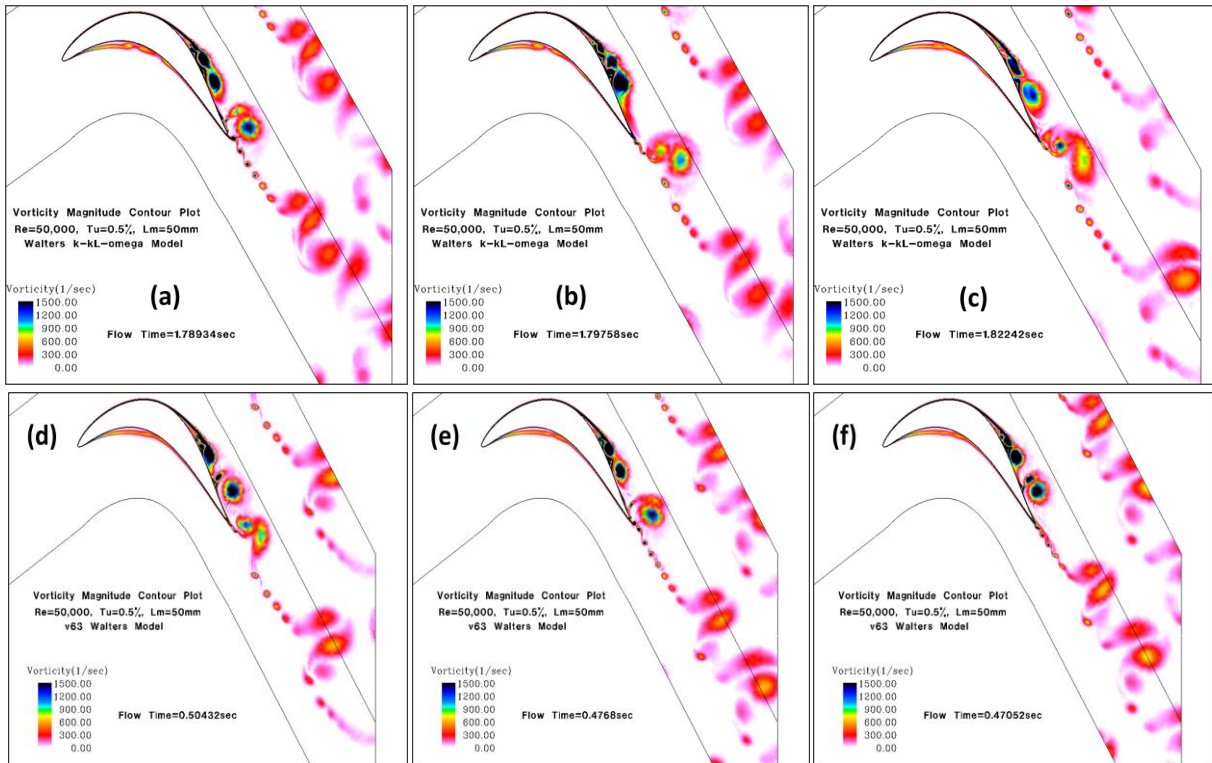 Vorticity Magnitude Contour Plot
Re=50,000, Tu=0.5%, Lm=50mm
Walters k-kL-omega Model
Vorticity(1/sec)
(a)
1500.00
1200.00
900.00
600.00
300.00
0.00
Flow Time=1.78934sec
Vorticity Magnitude Contour Plot
Re=50,000, Tu=0.5%, Lm=50mm
Walters k-kL-omega Model
Vorticity(1/sec)
(b)
1500.00
1200.00
900.00
600.00
300.00
0.00
Flow Time=1.79758sec
Vorticity Magnitude Contour Plot
Re=50,000, Tu=0.5%, Lm=50mm
Walters k-kL-omega Model
Vorticity(1/sec)
(c)
1500.00
1200.00
900.00
600.00
300.00
0.00
Flow Time=1.82242sec
(d)
Vorticity Magnitude Contour Plot
Re=50,000, Tu=0.5%, Lm=50mm
v63 Walters Model
Vorticity(1/sec)
1500.00
1200.00
900.00
600.00
300.00
0.00
Flow Time=0.50432sec
(e)
Vorticity Magnitude Contour Plot
Re=50,000, Tu=0.5%, Lm=50mm
v63 Walters Model
Vorticity(1/sec)
1500.00
1200.00
900.00
600.00
300.00
0.00
Flow Time=0.4768sec
(f)
Vorticity Magnitude Contour Plot
Re=50,000, Tu=0.5%, Lm=50mm
v63 Walters Model
Vorticity(1/sec)
1500.00
1200.00
900.00
600.00
300.00
0.00
Flow Time=0.47052sec